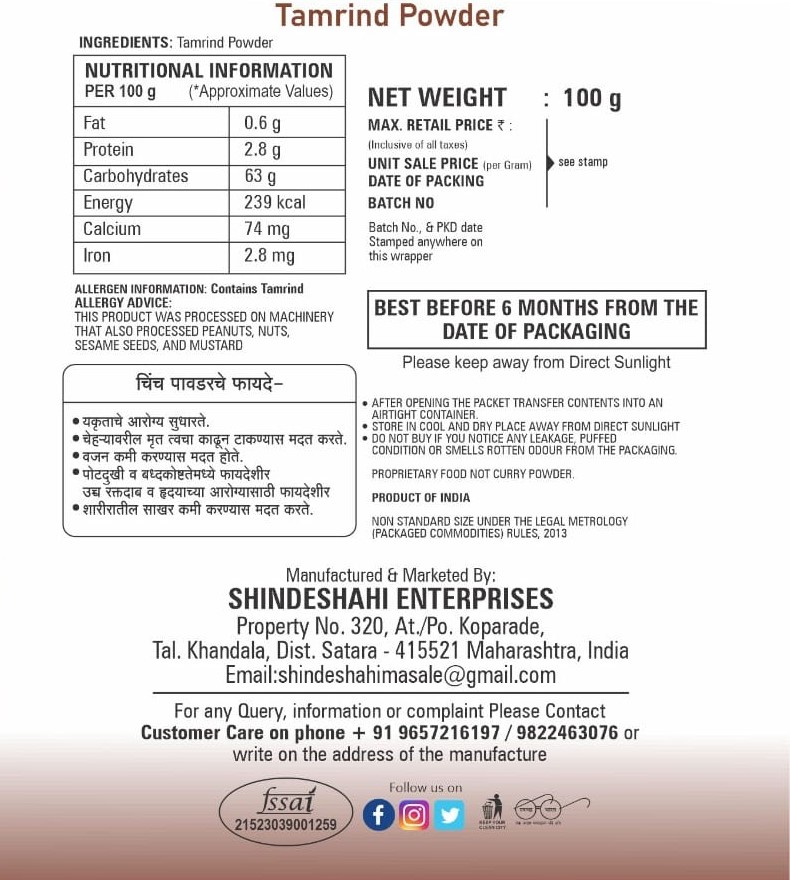 Tamrind Powder
INGREDIENTS: Tamrind Powder
NUTRITIONAL INFORMATION
PER 100 g (*Approximate Values)
Fat 0.6 g
Protein 2.8 g
Carbohydrates 63 g
Energy 239 kcal
Calcium 74 mg
Iron 2.8 mg
ALLERGEN INFORMATION: Contains Tamrind
ALLERGY ADVICE:
THIS PRODUCT WAS PROCESSED ON MACHINERY
THAT ALSO PROCESSED PEANUTS, NUTS,
SESAME SEEDS, AND MUSTARD
चिंच पावडरचे फायदे–
• यकृताचे आरोग्य सुधारते.
• चेहऱ्यावरील मृत त्वचा काढून टाकण्यास मदत करते.
• वजन कमी करण्यास मदत होते.
• पोटदुखी व बध्दकोष्टतेमध्ये फायदेशीर
उच्च रक्तदाब व हृदयाच्या आरोग्यासाठी फायदेशीर
• शारीरातील साखर कमी करण्यास मदत करते.
NET WEIGHT : 100 g
MAX. RETAIL PRICE ₹ :
(Inclusive of all taxes)
UNIT SALE PRICE (per Gram)
see stamp
DATE OF PACKING
BATCH NO
Batch No., & PKD date
Stamped anywhere on
this wrapper
BEST BEFORE 6 MONTHS FROM THE
DATE OF PACKAGING
Please keep away from Direct Sunlight
• AFTER OPENING THE PACKET TRANSFER CONTENTS INTO AN
AIRTIGHT CONTAINER.
• STORE IN COOL AND DRY PLACE AWAY FROM DIRECT SUNLIGHT
• DO NOT BUY IF YOU NOTICE ANY LEAKAGE, PUFFED
CONDITION OR SMELLS ROTTEN ODOUR FROM THE PACKAGING.
PROPRIETARY FOOD NOT CURRY POWDER.
PRODUCT OF INDIA
NON STANDARD SIZE UNDER THE LEGAL METROLOGY
(PACKAGED COMMODITIES) RULES, 2013
Manufactured & Marketed By:
SHINDESHAHI ENTERPRISES
Property No. 320, At./Po. Koparade,
Tal. Khandala, Dist. Satara - 415521 Maharashtra, India
Email:shindeshahimasale@gmail.com
For any Query, information or complaint Please Contact
Customer Care on phone + 91 9657216197 / 9822463076 or
write on the address of the manufacture
fssai
21523039001259
Follow us on
KEEP YOUR
CLEAN CITY